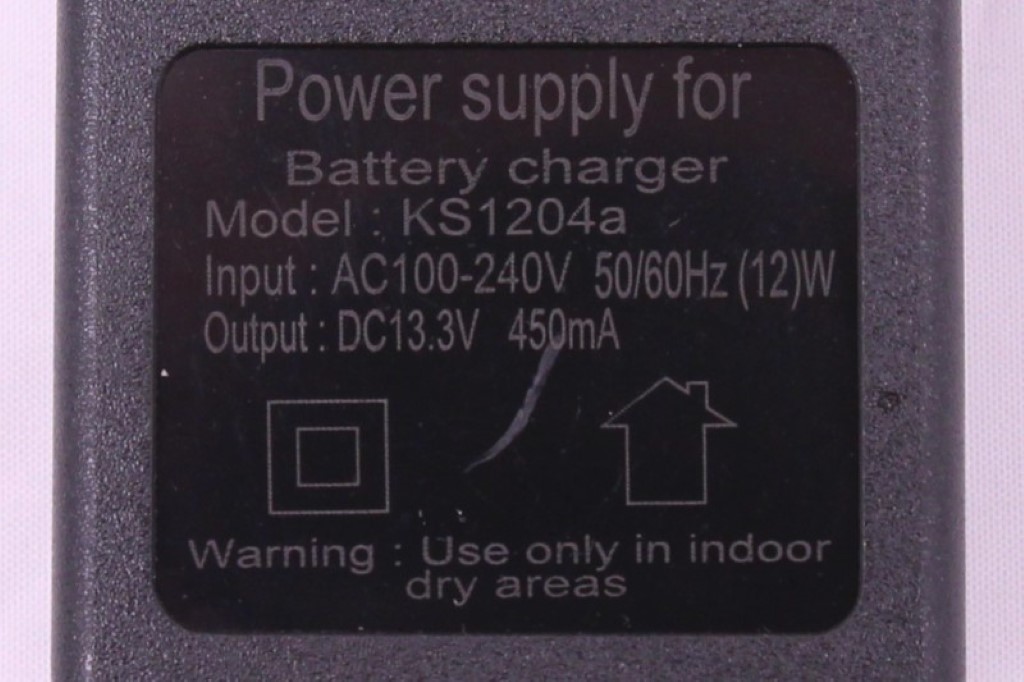 Power supply for
Battery charger
Model : KS1204a
Input : AC100-240V 50/60Hz (12)W
Output : DC13.3V 450mA
Warning : Use only in indoor
dry areas